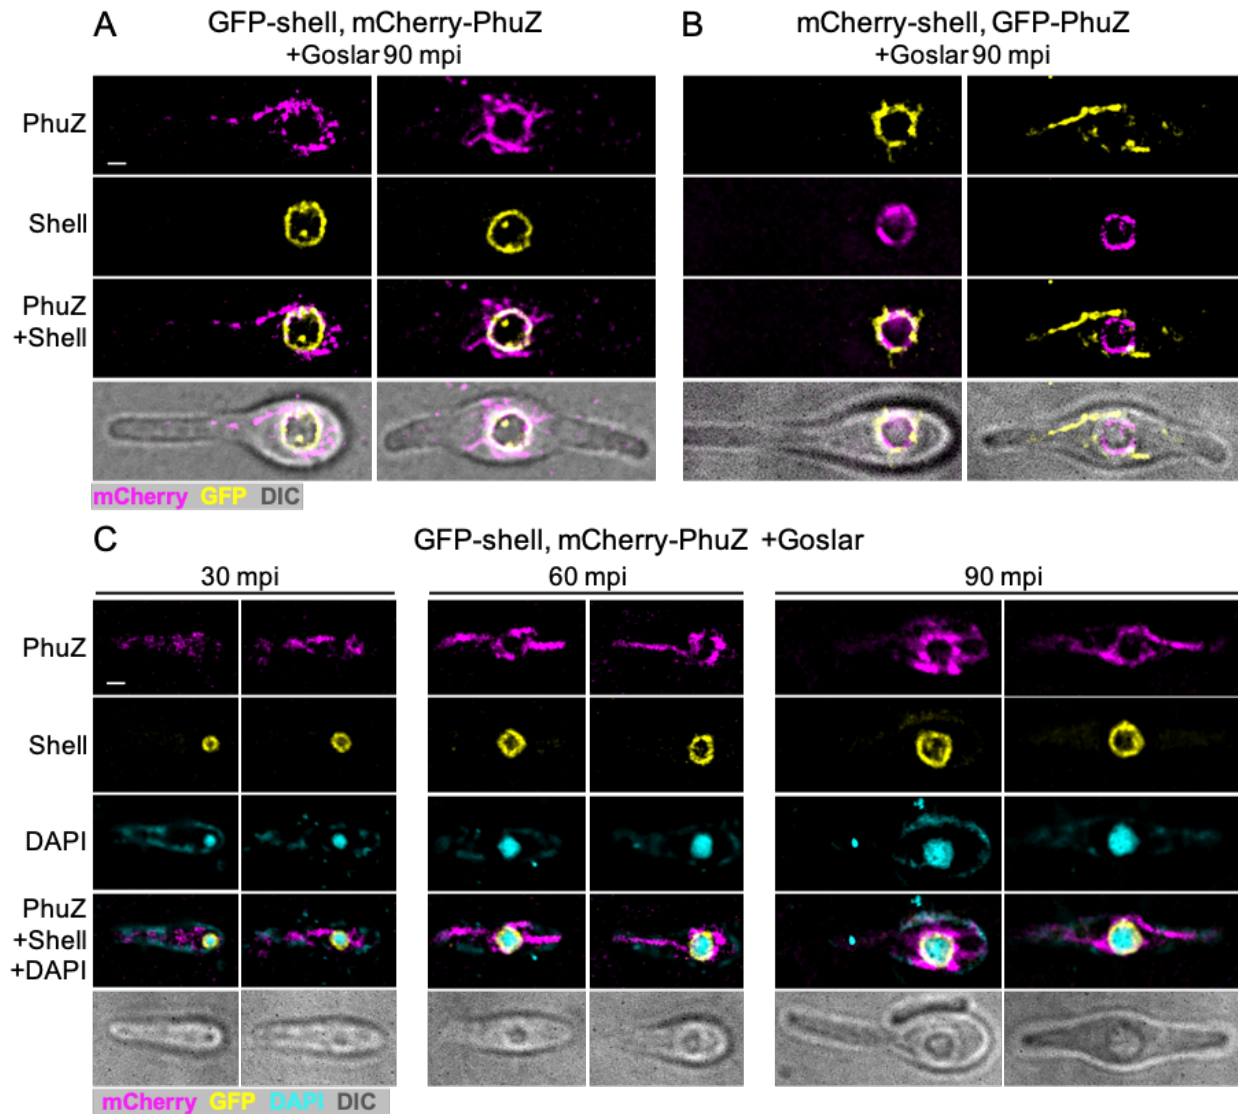 A
GFP-shell, mCherry-PhuZ
+Goslar 90 mpi
B
mCherry-shell, GFP-PhuZ
+Goslar 90 mpi
PhuZ
Shell
PhuZ
+Shell
mCherry GFP DIC
C
GFP-shell, mCherry-PhuZ +Goslar
30 mpi
60 mpi
90 mpi
PhuZ
Shell
DAPI
PhuZ
+Shell
+DAPI
mCherry GFP DAPI DIC